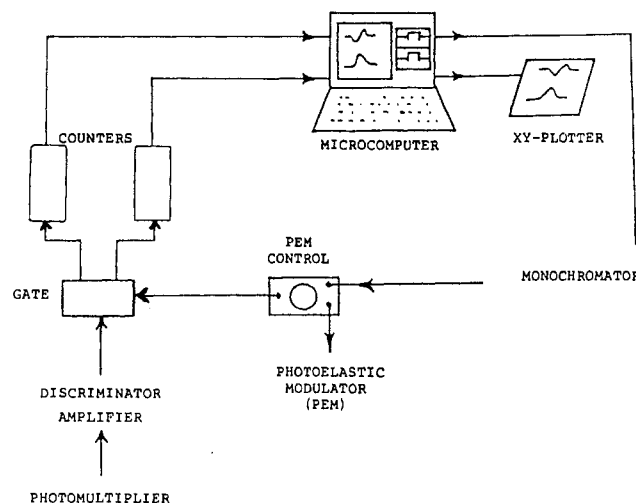 COUNTERS
MICROCOMPUTER
XY-PLOTTER
PEM
CONTROL
GATE
MONOCHROMATOR
PHOTOELASTIC
MODULATOR
(PEM)
DISCRIMINATOR
AMPLIFIER
PHOTOMULTIPLIER